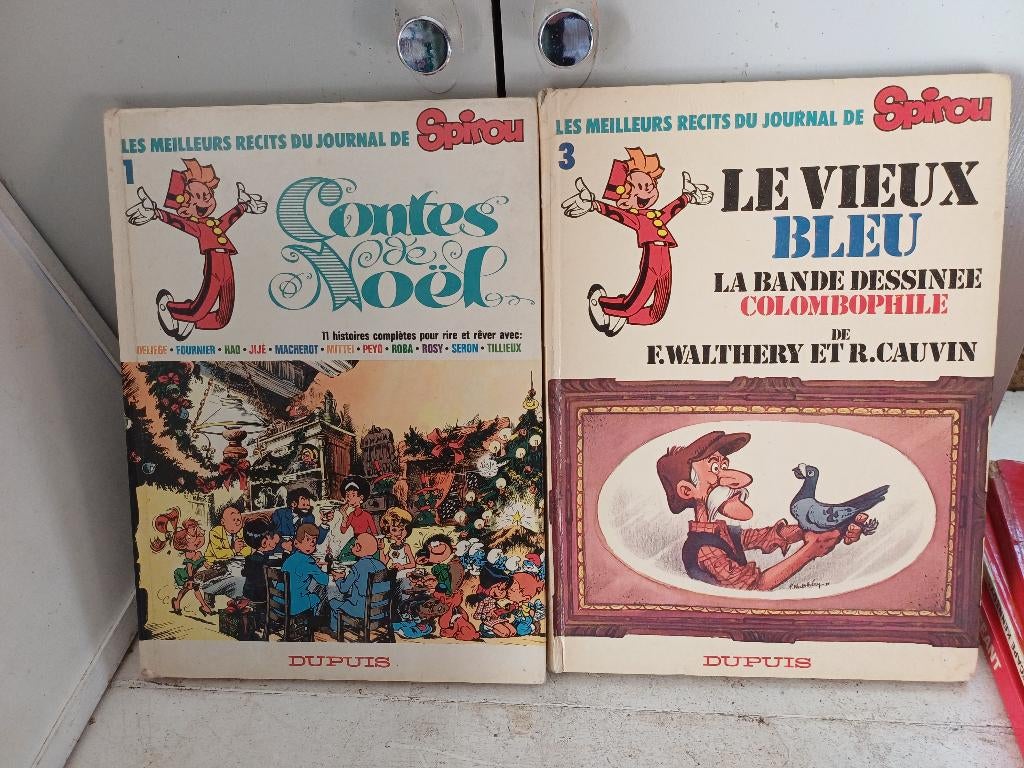 LES MEILLEURS RECITS DU JOURNAL DE Spirou
1
Contes
de
Noël
11 histoires complètes pour rire et rêver avec:
DELIEGE • FOURNIER • HAO • JIJÉ • MACHEROT • MITTEI • PEYO • ROBA • ROSY • SERON • TILLIEUX
DUPUIS
LES MEILLEURS RECITS DU JOURNAL DE Spirou
3
LE VIEUX
BLEU
LA BANDE DESSINEE
COLOMBOPHILE
DE
F. WALTHERY ET R. CAUVIN
DUPUIS